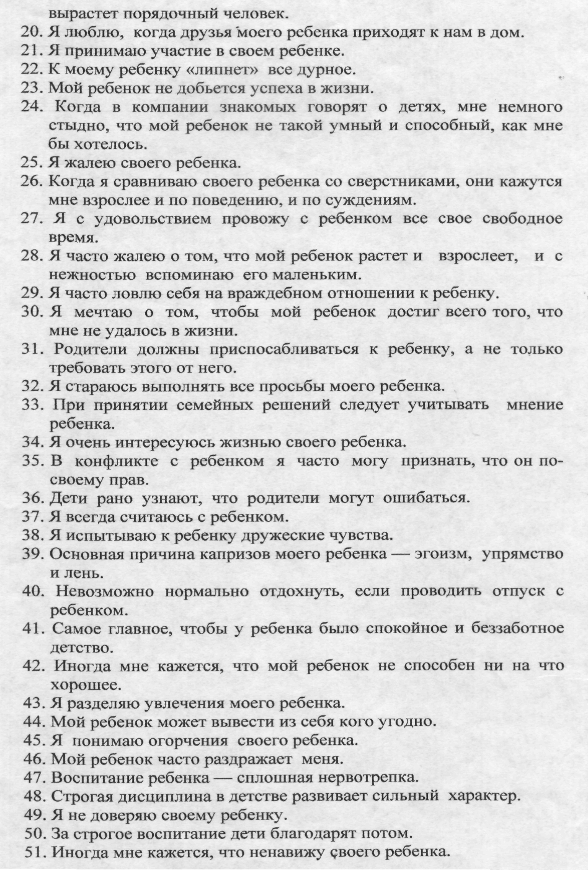 вырастет порядочный человек.
20. Я люблю, когда друзья моего ребенка приходят к нам в дом.
21. Я принимаю участие в своем ребенке.
22. К моему ребенку «липнет» все дурное.
23. Мой ребенок не добьется успеха в жизни.
24. Когда в компании знакомых говорят о детях, мне немного
стыдно, что мой ребенок не такой умный и способный, как мне
бы хотелось.
25. Я жалею своего ребенка.
26. Когда я сравниваю своего ребенка со сверстниками, они кажутся
мне взрослее и по поведению, и по суждениям.
27. Я с удовольствием провожу с ребенком все свое свободное
время.
28. Я часто жалею о том, что мой ребенок растет и взрослеет, и с
нежностью вспоминаю его маленьким.
29. Я часто ловлю себя на враждебном отношении к ребенку.
30. Я мечтаю о том, чтобы мой ребенок достиг всего того, что
мне не удалось в жизни.
31. Родители должны приспосабливаться к ребенку, а не только
требовать этого от него.
32. Я стараюсь выполнять все просьбы моего ребенка.
33. При принятии семейных решений следует учитывать мнение
ребенка.
34. Я очень интересуюсь жизнью своего ребенка.
35. В конфликте с ребенком я часто могу признать, что он по-
своему прав.
36. Дети рано узнают, что родители могут ошибаться.
37. Я всегда считаюсь с ребенком.
38. Я испытываю к ребенку дружеские чувства.
39. Основная причина капризов моего ребенка — эгоизм, упрямство
и лень.
40. Невозможно нормально отдохнуть, если проводить отпуск с
ребенком.
41. Самое главное, чтобы у ребенка было спокойное и беззаботное
детство.
42. Иногда мне кажется, что мой ребенок не способен ни на что
хорошее.
43. Я разделяю увлечения моего ребенка.
44. Мой ребенок может вывести из себя кого угодно.
45. Я понимаю огорчения своего ребенка.
46. Мой ребенок часто раздражает меня.
47. Воспитание ребенка — сплошная нервотрепка.
48. Строгая дисциплина в детстве развивает сильный характер.
49. Я не доверяю своему ребенку.
50. За строгое воспитание дети благодарят потом.
51. Иногда мне кажется, что ненавижу своего ребенка.